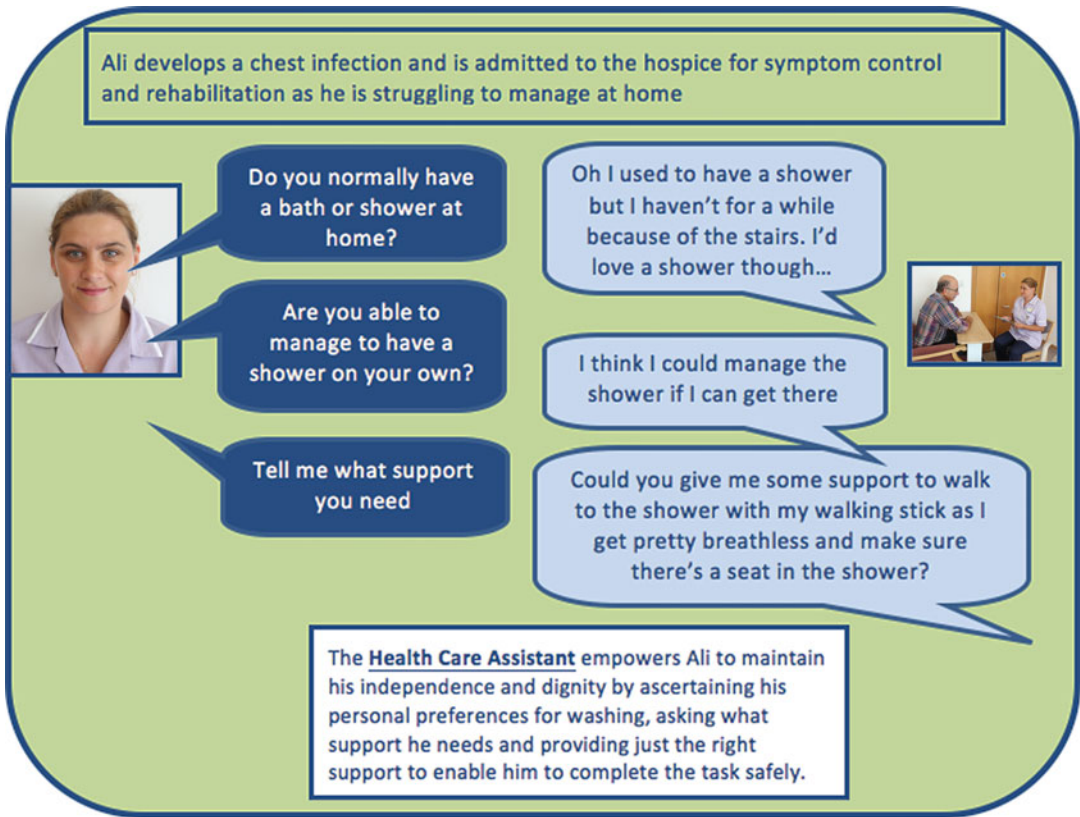 Ali develops a chest infection and is admitted to the hospice for symptom control
and rehabilitation as he is struggling to manage at home
Do you normally have
a bath or shower at
home?
Oh I used to have a shower
but I haven’t for a while
because of the stairs. I’d
love a shower though…
Are you able to
manage to have a
shower on your own?
I think I could manage the
shower if I can get there
Tell me what support
you need
Could you give me some support to walk
to the shower with my walking stick as I
get pretty breathless and make sure
there’s a seat in the shower?
The Health Care Assistant empowers Ali to maintain
his independence and dignity by ascertaining his
personal preferences for washing, asking what
support he needs and providing just the right
support to enable him to complete the task safely.